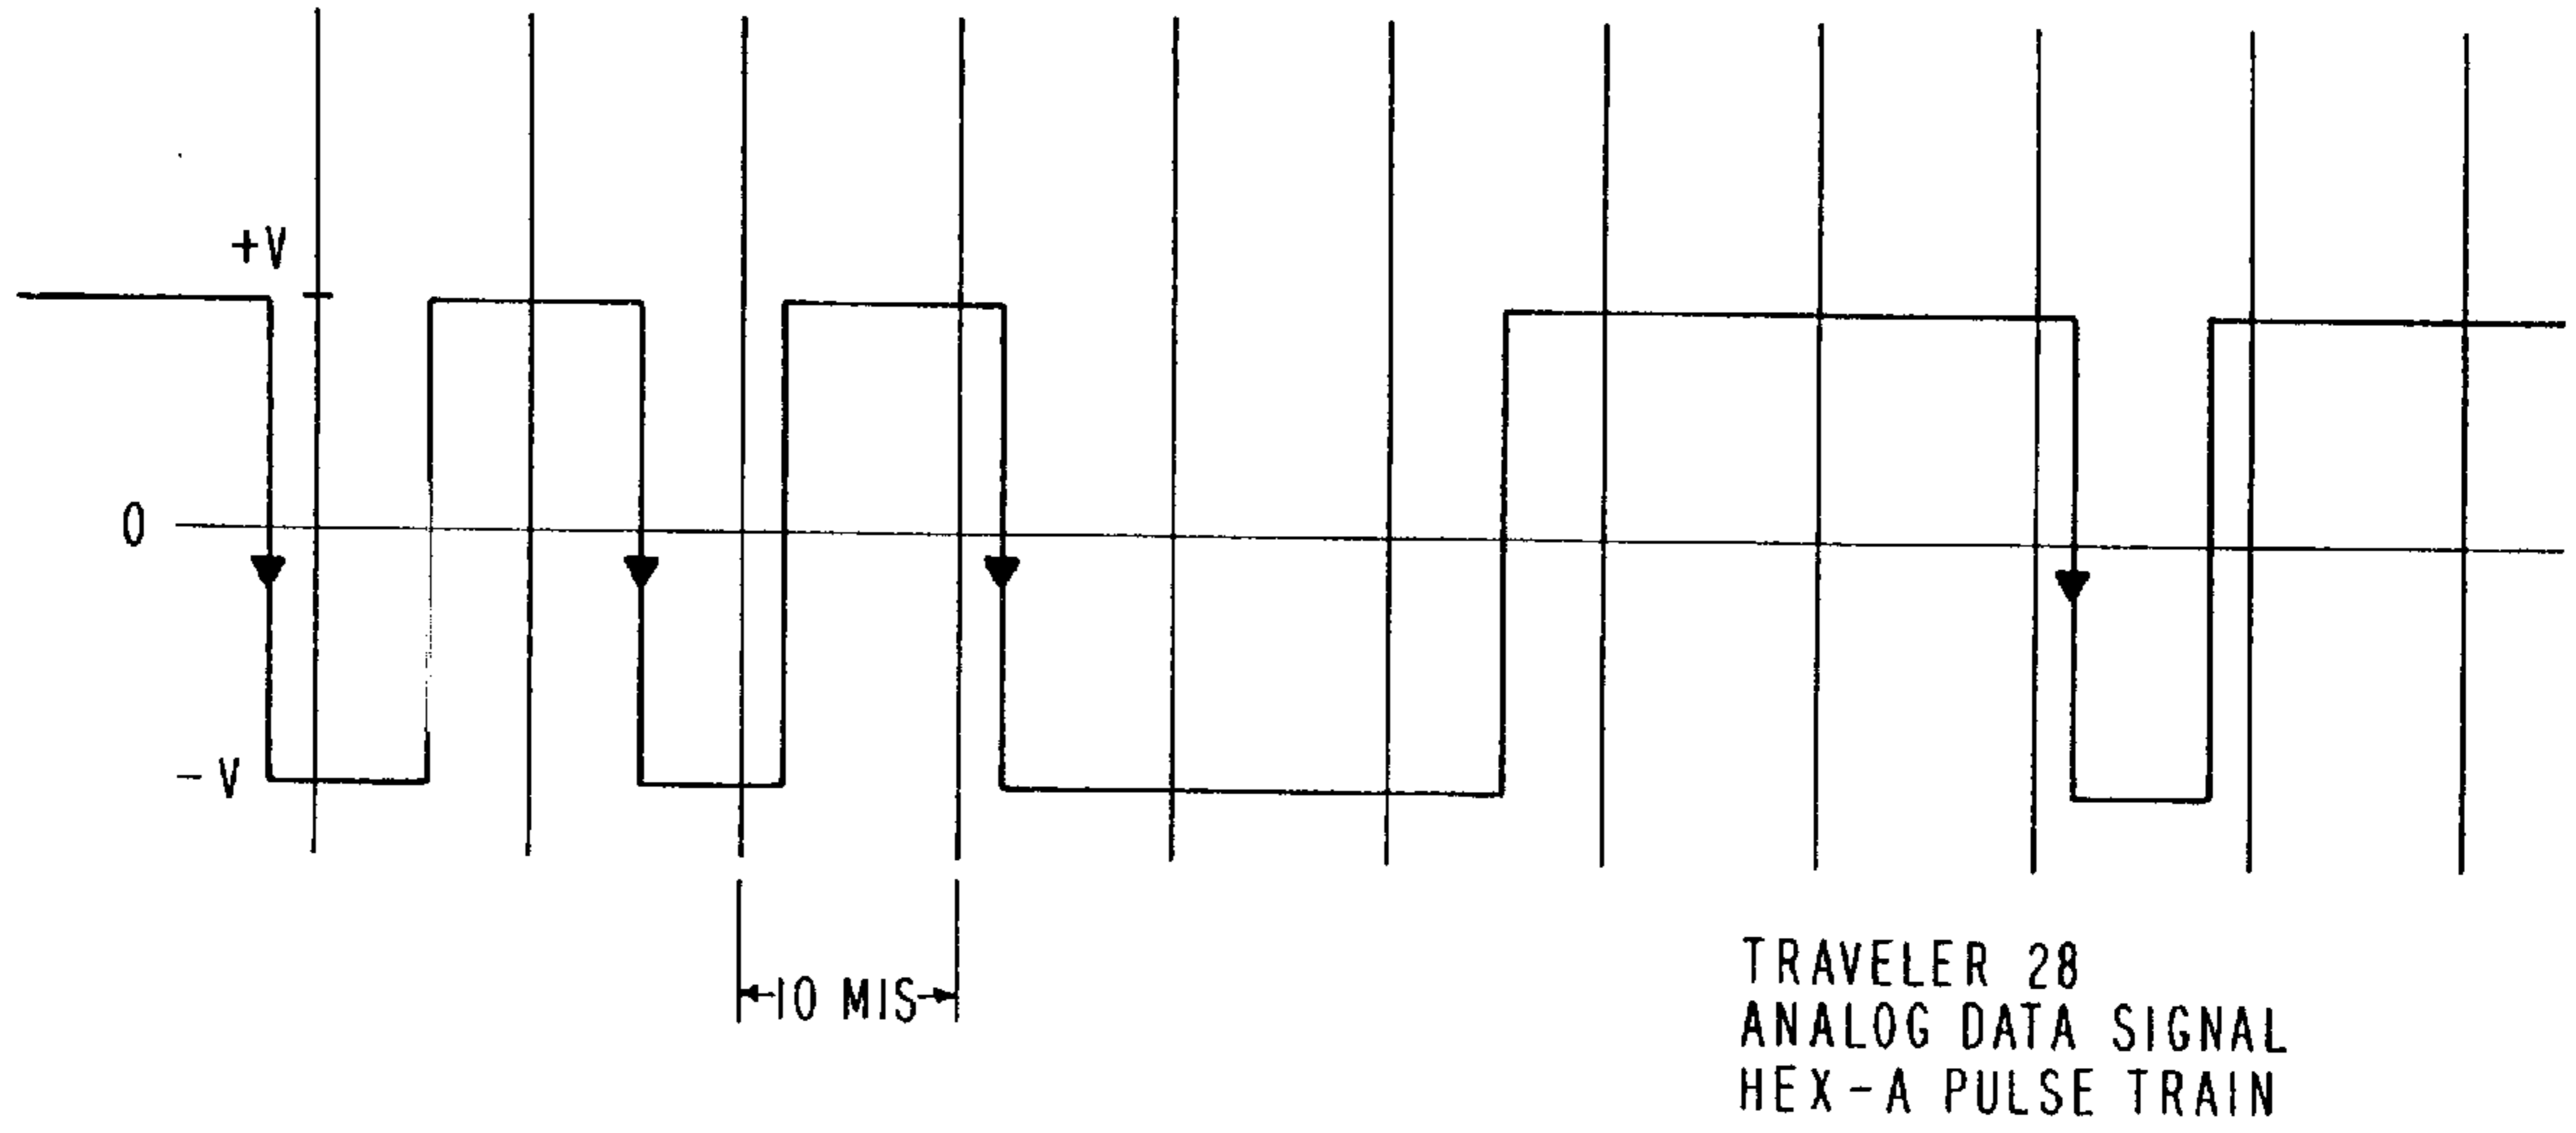 +V
0
-V
10 MIS
TRAVELER 28
ANALOG DATA SIGNAL
HEX-A PULSE TRAIN